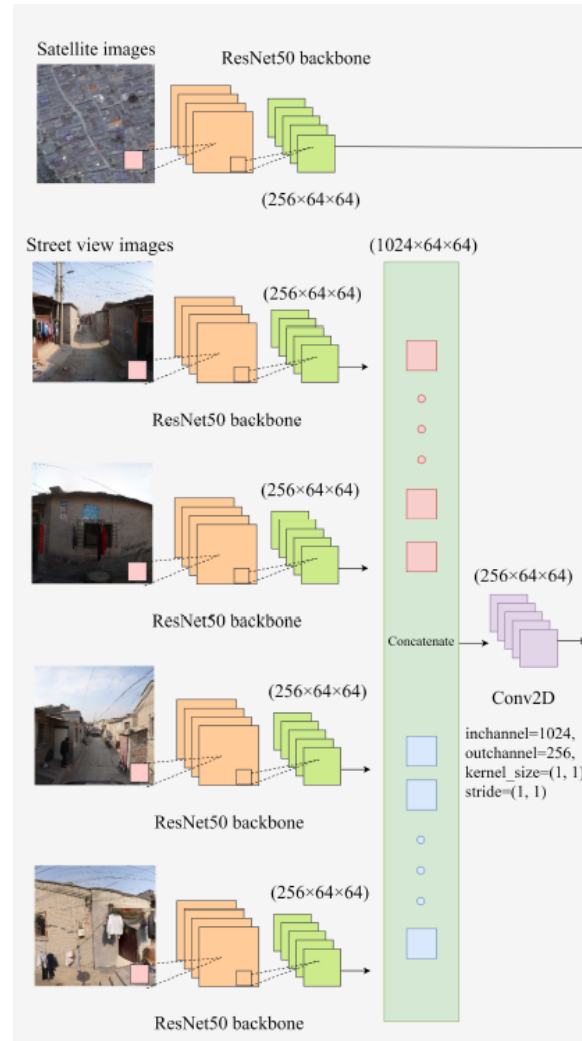 Satellite images
ResNet50 backbone
(256×64×64)
Street view images
(1024×64×64)
(256×64×64)
ResNet50 backbone
(256×64×64)
ResNet50 backbone
(256×64×64)
Concatenate
Conv2D
inchannel=1024,
outchannel=256,
kernel_size=(1, 1)
stride=(1, 1)
(256×64×64)
ResNet50 backbone
(256×64×64)
ResNet50 backbone